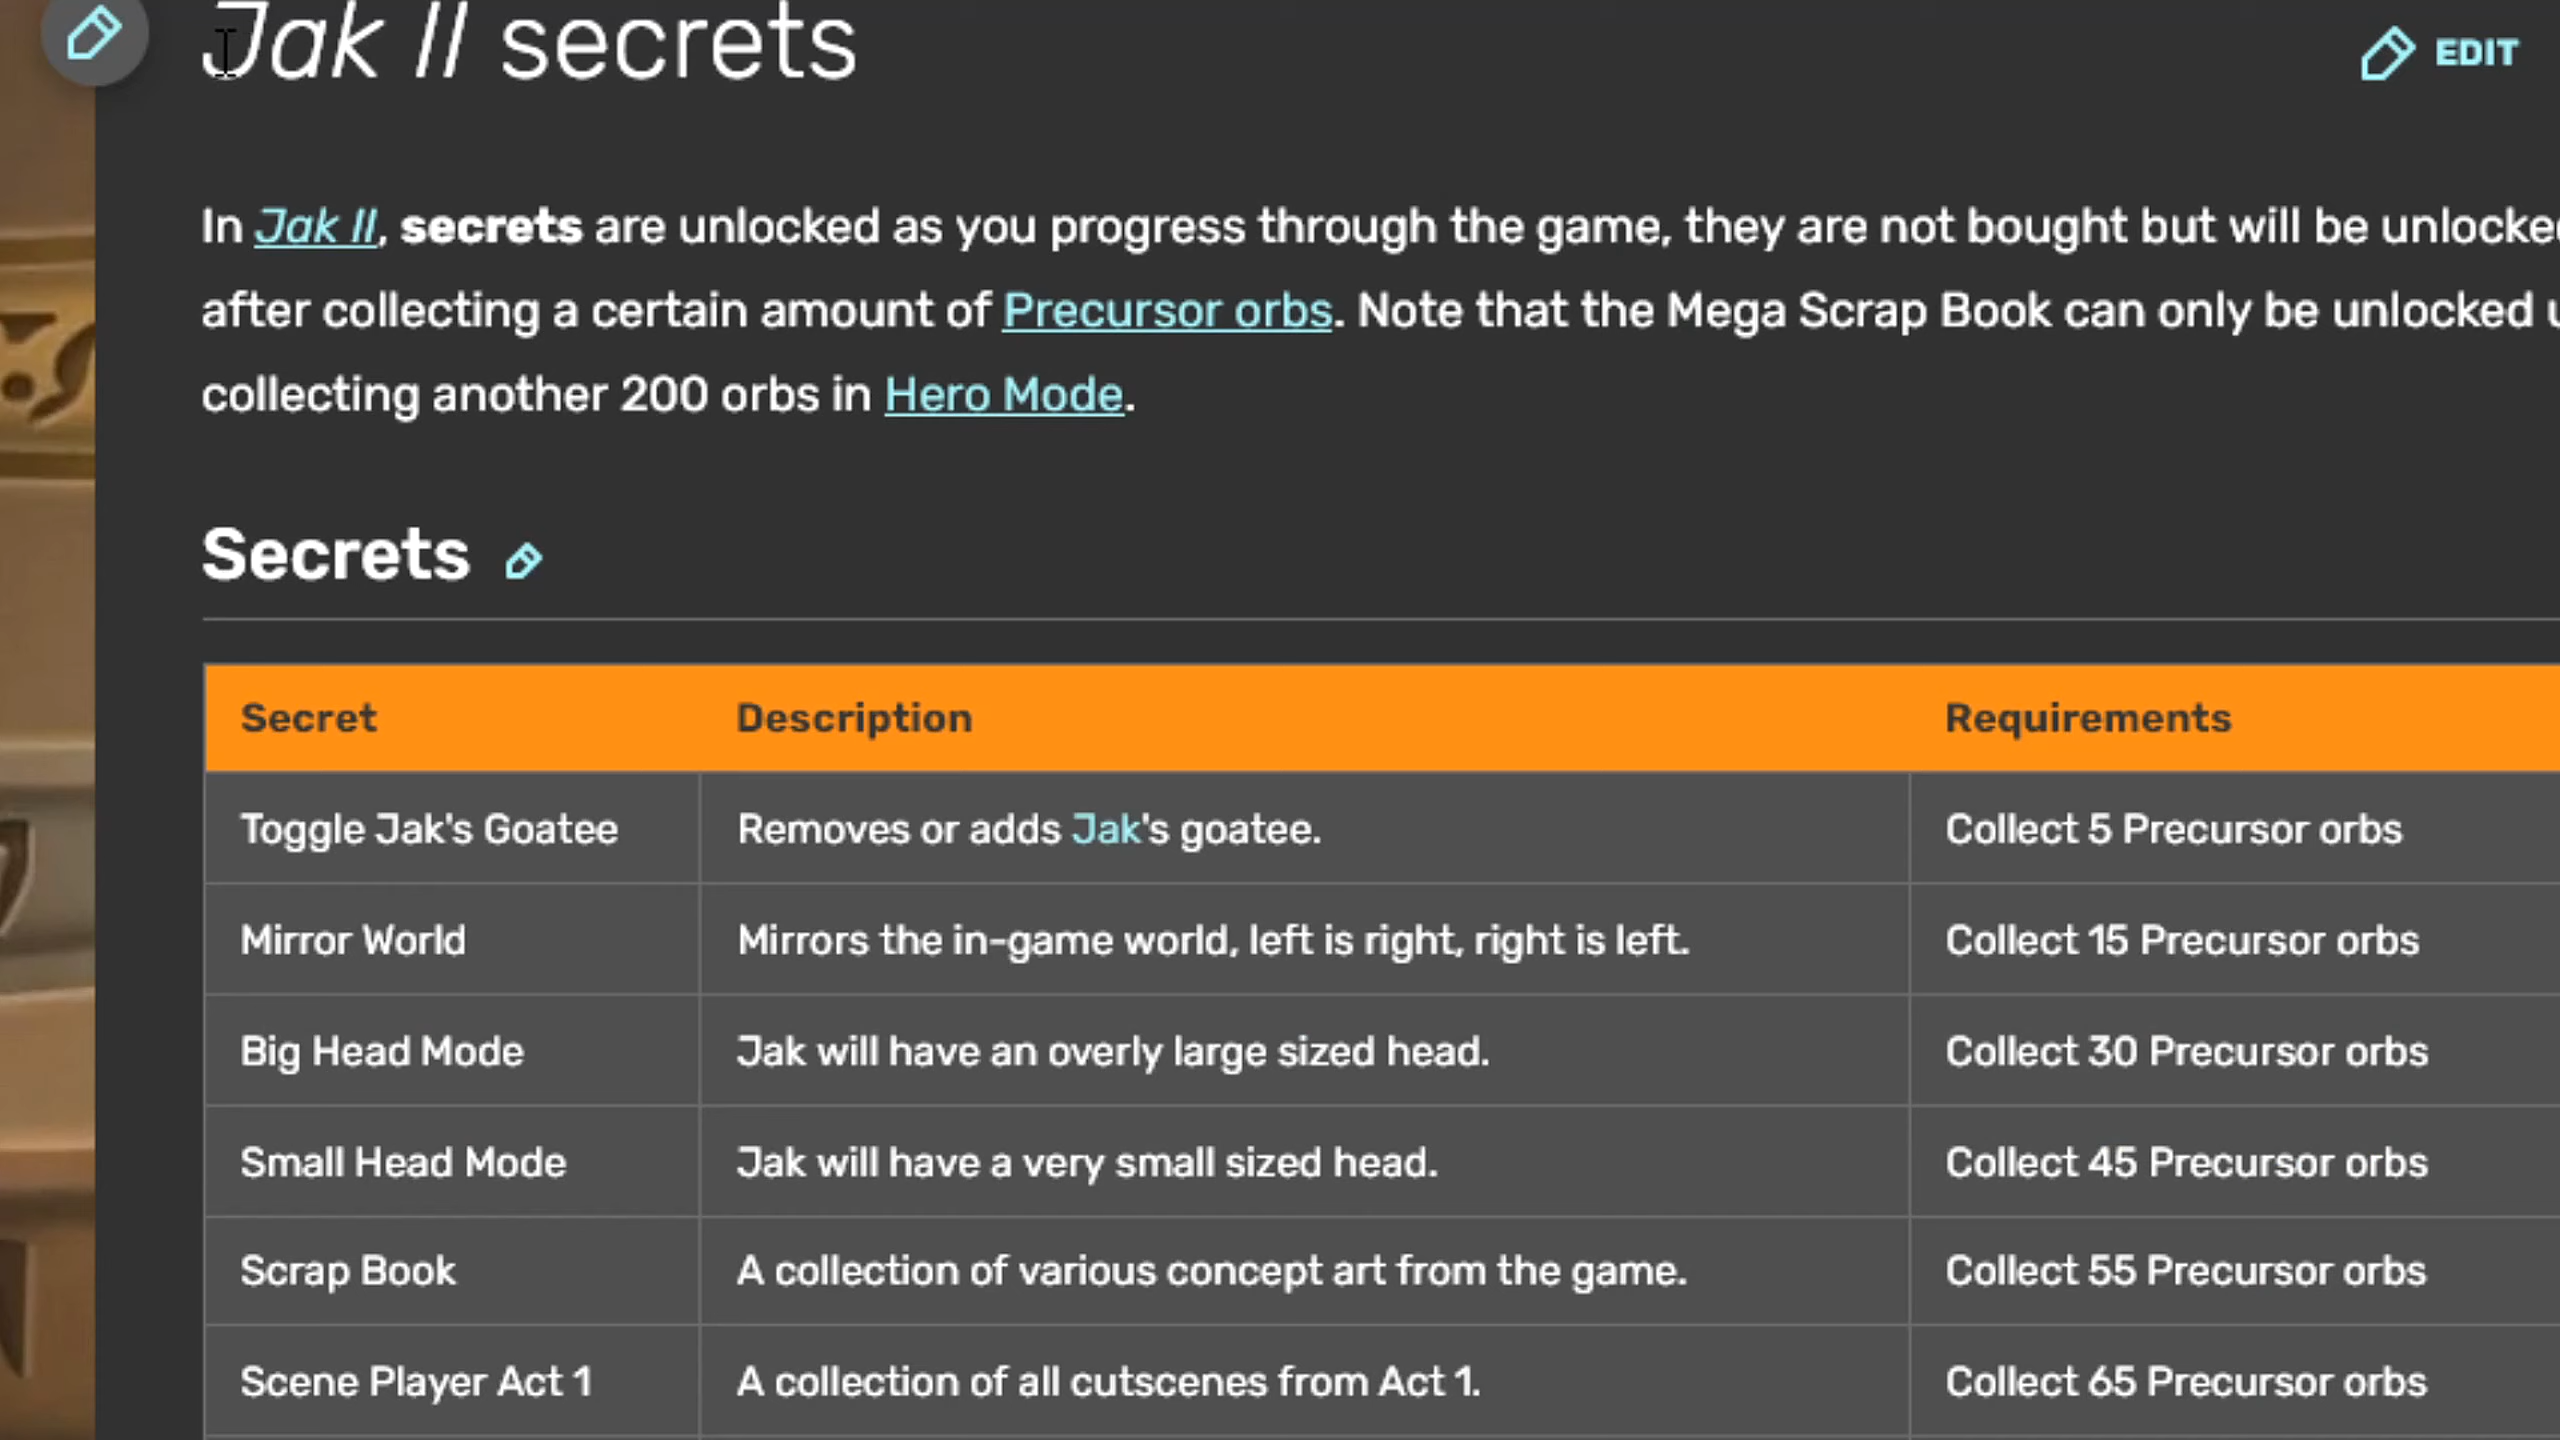 Jak II secrets
EDIT
In Jak II, secrets are unlocked as you progress through the game, they are not bought but will be unlocked
after collecting a certain amount of Precursor orbs. Note that the Mega Scrap Book can only be unlocked
collecting another 200 orbs in Hero Mode.
Secrets
Secret Description Requirements
Toggle Jak's Goatee Removes or adds Jak's goatee. Collect 5 Precursor orbs
Mirror World Mirrors the in-game world, left is right, right is left. Collect 15 Precursor orbs
Big Head Mode Jak will have an overly large sized head. Collect 30 Precursor orbs
Small Head Mode Jak will have a very small sized head. Collect 45 Precursor orbs
Scrap Book A collection of various concept art from the game. Collect 55 Precursor orbs
Scene Player Act 1 A collection of all cutscenes from Act 1. Collect 65 Precursor orbs